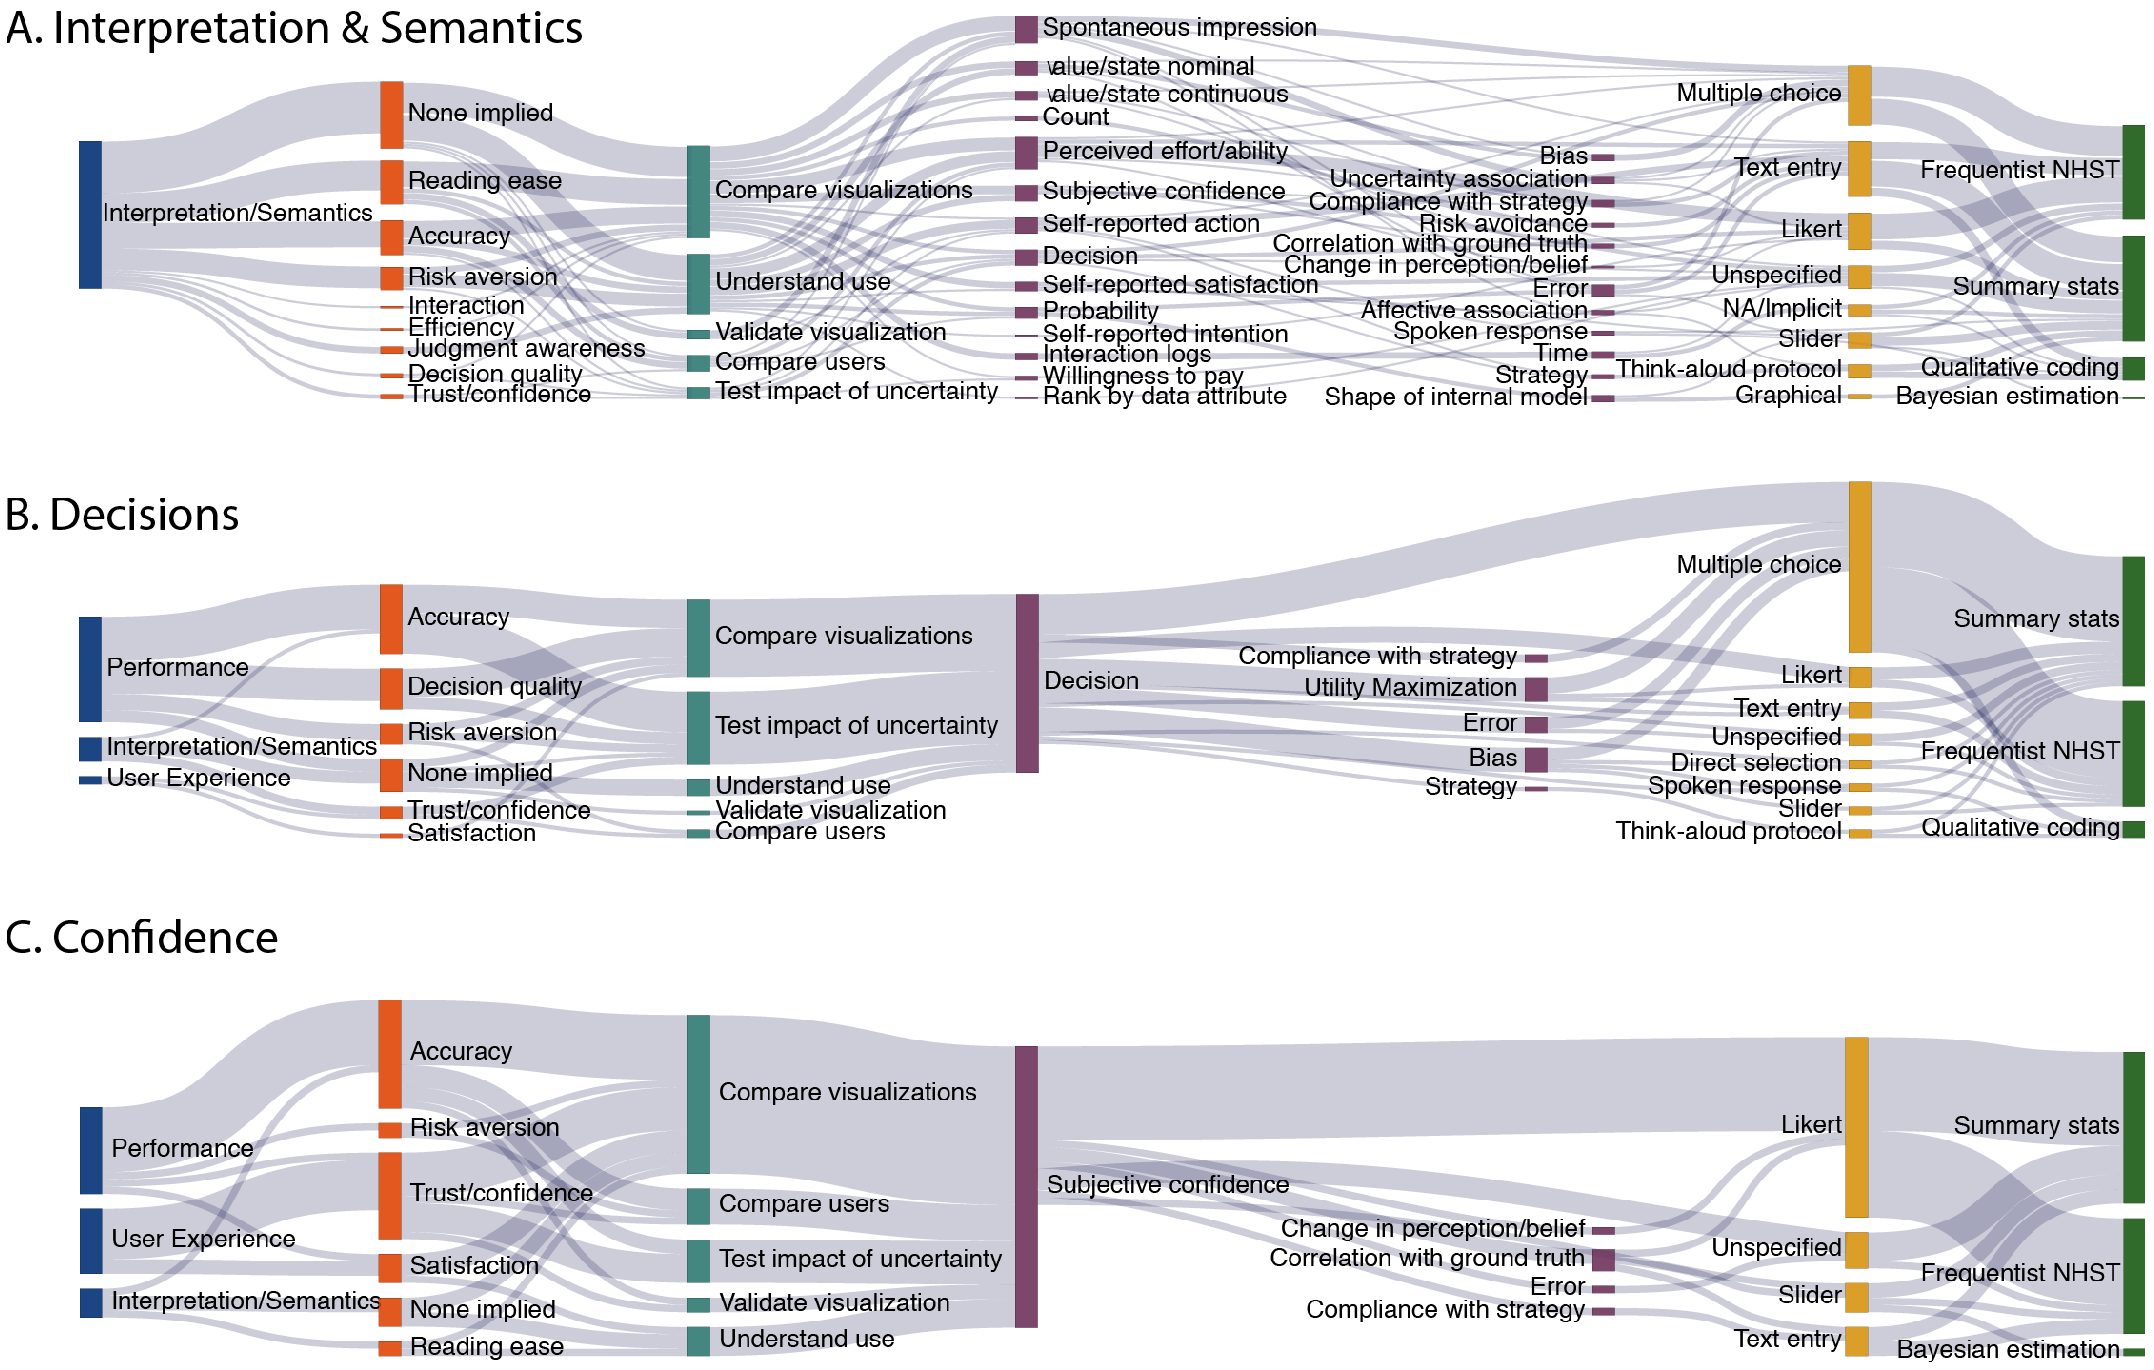 A. Interpretation & Semantics
Interpretation/Semantics
None implied
Reading ease
Accuracy
Risk aversion
Interaction
Efficiency
Judgment awareness
Decision quality
Trust/confidence
Compare visualizations
Understand use
Validate visualization
Compare users
Test impact of uncertainty
Spontaneous impression
value/state nominal
value/state continuous
Count
Perceived effort/ability
Subjective confidence
Self-reported action
Decision
Self-reported satisfaction
Probability
Self-reported intention
Interaction logs
Willingness to pay
Rank by data attribute
Bias
Uncertainty association
Compliance with strategy
Risk avoidance
Correlation with ground truth
Change in perception/belief
Error
Affective association
Spoken response
Time
Strategy
Shape of internal model
Multiple choice
Text entry
Likert
Unspecified
NA/Implicit
Slider
Think-aloud protocol
Graphical
Frequentist NHST
Summary stats
Qualitative coding
Bayesian estimation
B. Decisions
Performance
Interpretation/Semantics
User Experience
Accuracy
Decision quality
Risk aversion
None implied
Trust/confidence
Satisfaction
Compare visualizations
Test impact of uncertainty
Understand use
Validate visualization
Compare users
Decision
Compliance with strategy
Utility Maximization
Error
Bias
Strategy
Multiple choice
Likert
Text entry
Unspecified
Direct selection
Spoken response
Slider
Think-aloud protocol
Summary stats
Frequentist NHST
Qualitative coding
C. Confidence
Performance
User Experience
Interpretation/Semantics
Accuracy
Risk aversion
Trust/confidence
Satisfaction
None implied
Reading ease
Compare visualizations
Compare users
Test impact of uncertainty
Validate visualization
Understand use
Subjective confidence
Change in perception/belief
Correlation with ground truth
Error
Compliance with strategy
Likert
Unspecified
Slider
Text entry
Summary stats
Frequentist NHST
Bayesian estimation